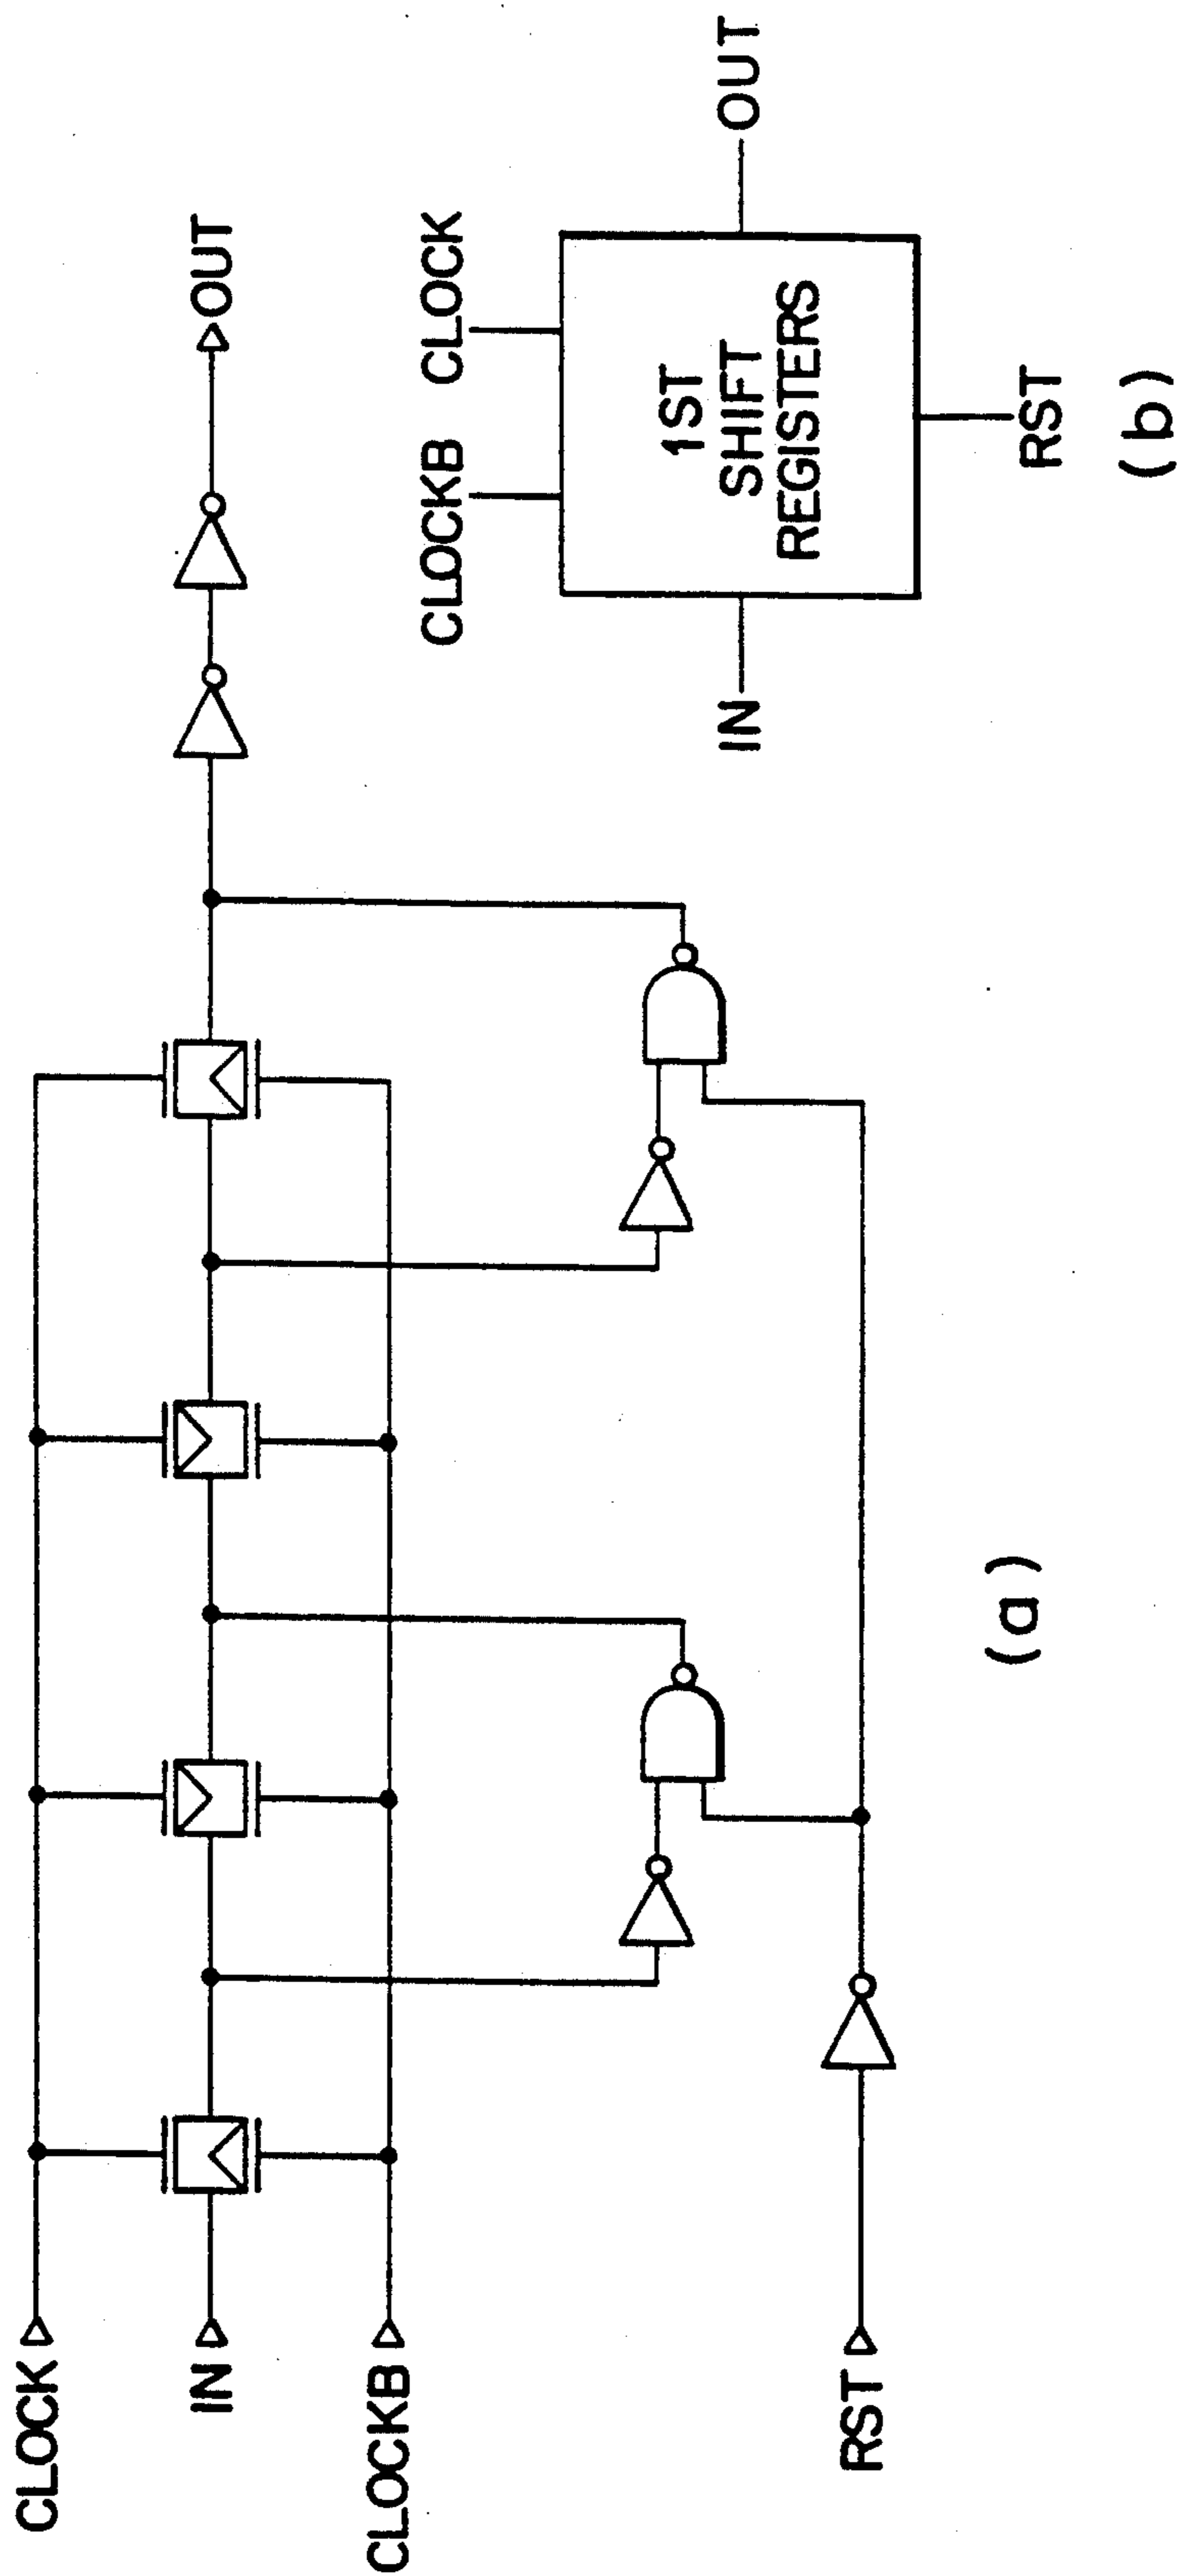 CLOCK
IN
CLOCKB
RST
OUT
(a)
CLOCKB
CLOCK
IN
1ST
SHIFT
REGISTERS
OUT
RST
(b)